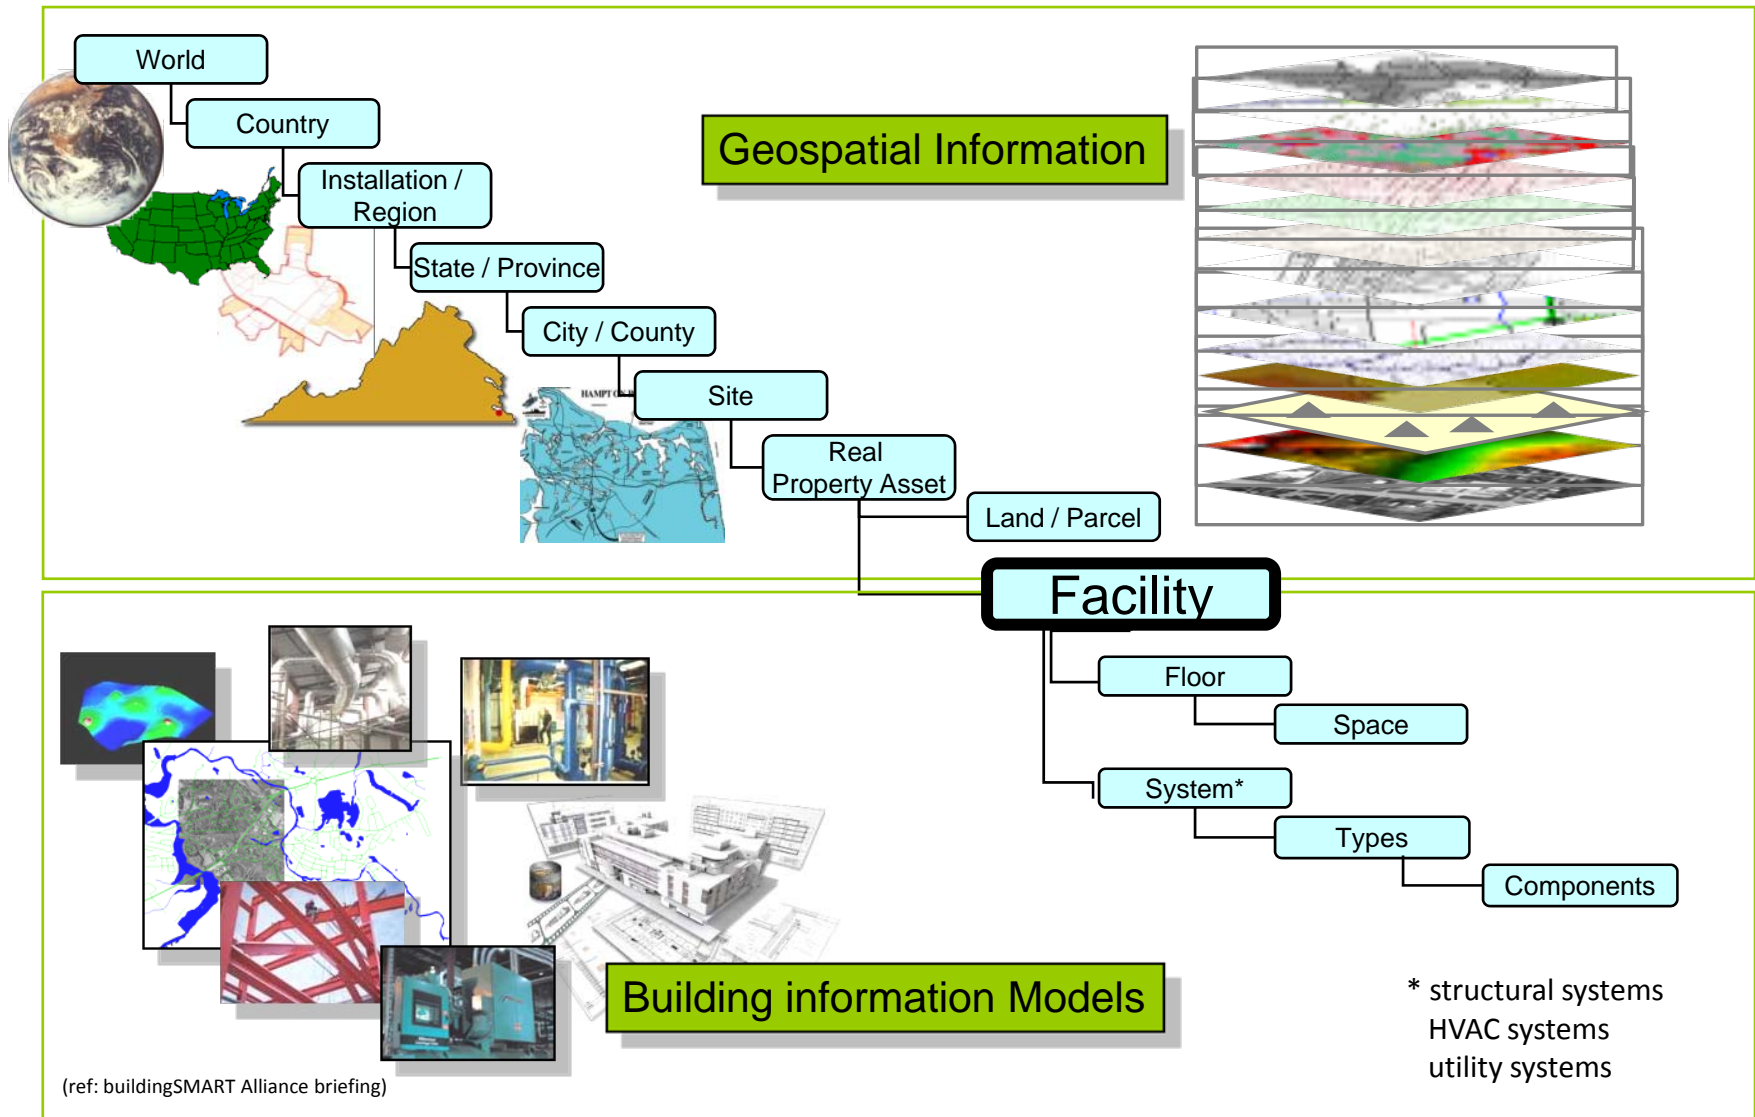 World
Country
Installation /
Region
State / Province
City / County
Site
Real
Property Asset
Land / Parcel
Geospatial Information
Facility
Floor
Space
System*
Types
Components
Building information Models
* structural systems
HVAC systems
utility systems
(ref: buildingSMART Alliance briefing)